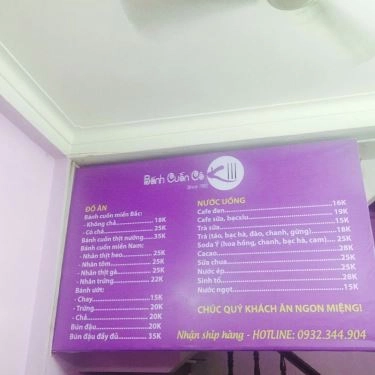 Bánh Cuốn Cô
Since
ĐỒ ĂN
Bánh cuốn miền Bắc:
- Không chả.................18K
- Có chả.................25K
Bánh cuốn thịt nướng....35K
Bánh cuốn miền Nam:
- Nhân thịt heo.................25K
- Nhân tôm.................25K
- Nhân thịt gà.................25K
- Nhân trứng.................22K
Bánh ướt:
- Chay.................15K
- Trứng.................20K
- Chả.................20K
Bún đậu.................20K
Bún đậu đầy đủ.................35K
NƯỚC UỐNG
Cafe đen.................16K
Cafe sữa, bạcxỉu.................19K
Trà sữa.................15K
Trà (táo, bạc hà, đào, chanh, gừng).......18K
Soda Ý (hoa hồng, chanh, bạc hà, cam)....25K
Cacao.................28K
Sữa chua.................25K
Nước ép.................25K
Sinh tố.................28K
Nước ngọt.................15K
CHÚC QUÝ KHÁCH ĂN NGON MIỆNG!
Nhận ship hàng - HOTLINE: 0932.344.904